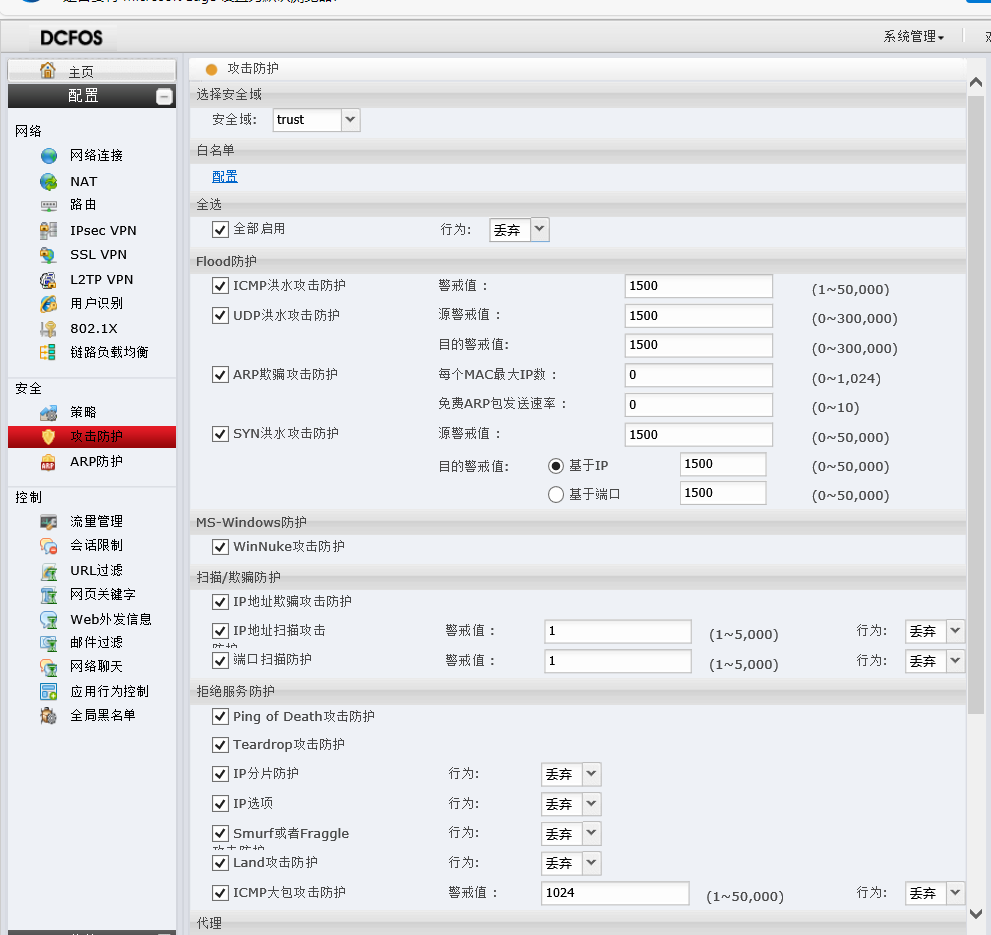 DCFOS
系统管理
主页
配置
网络
网络连接
NAT
路由
IPsec VPN
SSL VPN
L2TP VPN
用户识别
802.1X
链路负载均衡
安全
策略
攻击防护
ARP防护
控制
流量管理
会话限制
URL过滤
网页关键字
Web外发信息
邮件过滤
网络聊天
应用行为控制
全局黑名单
攻击防护
选择安全域
安全域: trust
白名单
配置
全选
全部启用 行为: 丢弃
Flood防护
ICMP洪水攻击防护 警戒值 : 1500 (1~50,000)
UDP洪水攻击防护 源警戒值 : 1500 (0~300,000)
目的警戒值: 1500 (0~300,000)
ARP欺骗攻击防护 每个MAC最大IP数 : 0 (0~1,024)
免费ARP包发送速率 : 0 (0~10)
SYN洪水攻击防护 源警戒值 : 1500 (0~50,000)
目的警戒值: 基于IP 1500 (0~50,000)
基于端口 1500 (0~50,000)
MS-Windows防护
WinNuke攻击防护
扫描/欺骗防护
IP地址欺骗攻击防护
IP地址扫描攻击 警戒值 : 1 (1~5,000) 行为: 丢弃
端口扫描防护 警戒值 : 1 (1~5,000) 行为: 丢弃
拒绝服务防护
Ping of Death攻击防护
Teardrop攻击防护
IP分片防护 行为: 丢弃
IP选项 行为: 丢弃
Smurf或者Fraggle 行为: 丢弃
Land攻击防护 行为: 丢弃
ICMP大包攻击防护 警戒值 : 1024 (1~50,000) 行为: 丢弃
代理